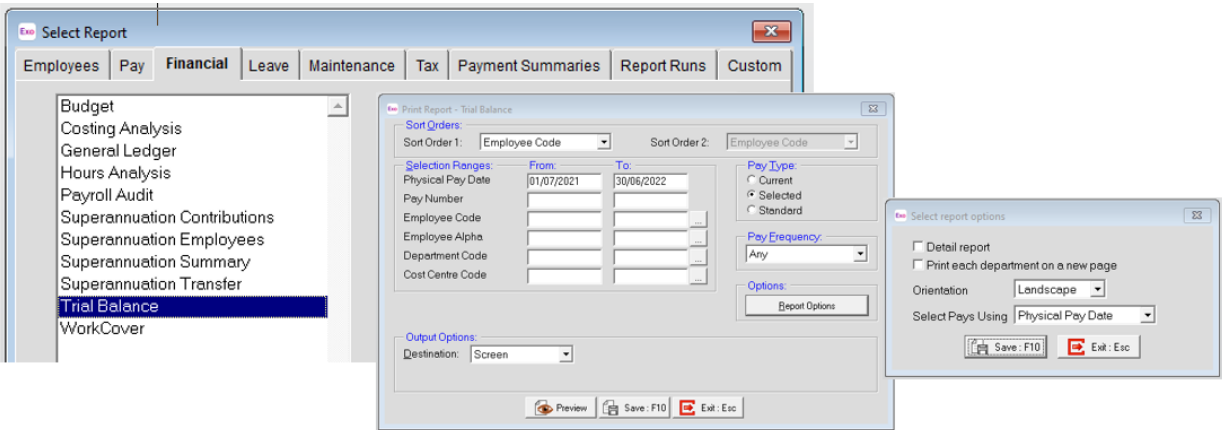 Exo Select Report
Employees Pay Financial Leave Maintenance Tax Payment Summaries Report Runs Custom
Budget
Costing Analysis
General Ledger
Hours Analysis
Payroll Audit
Superannuation Contributions
Superannuation Employees
Superannuation Summary
Superannuation Transfer
Trial Balance
WorkCover
Exo Print Report - Trial Balance
Sort Orders:
Sort Order 1: Employee Code Sort Order 2: Employee Code
Selection Ranges: From: To:
Physical Pay Date 01/07/2021 30/06/2022
Pay Number
Employee Code ...
Employee Alpha ...
Department Code ...
Cost Centre Code ...
Pay Type:
Current
Selected
Standard
Pay Frequency:
Any
Options:
Report Options
Output Options:
Destination: Screen
Preview Save : F10 Exit : Esc
Exo Select report options
Detail report
Print each department on a new page
Orientation Landscape
Select Pays Using Physical Pay Date
Save : F10 Exit : Esc